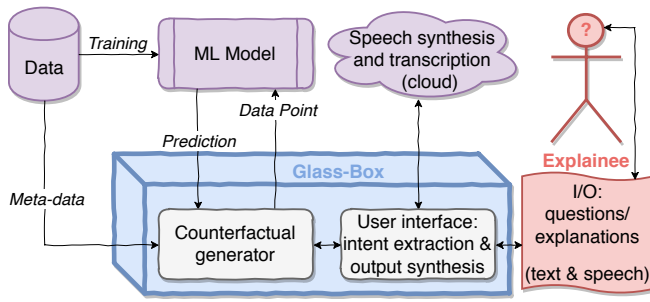 Data
Training
ML Model
Speech synthesis
and transcription
(cloud)
?
Data Point
Prediction
Glass-Box
Explainee
Meta-data
Counterfactual
generator
User interface:
intent extraction &
output synthesis
I/O:
questions/
explanations
(text & speech)